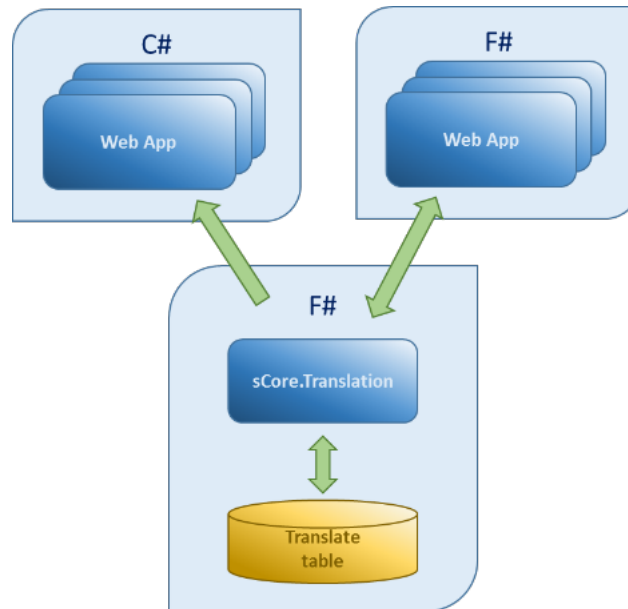 C#
Web App
F#
Web App
F#
sCore.Translation
Translate
table